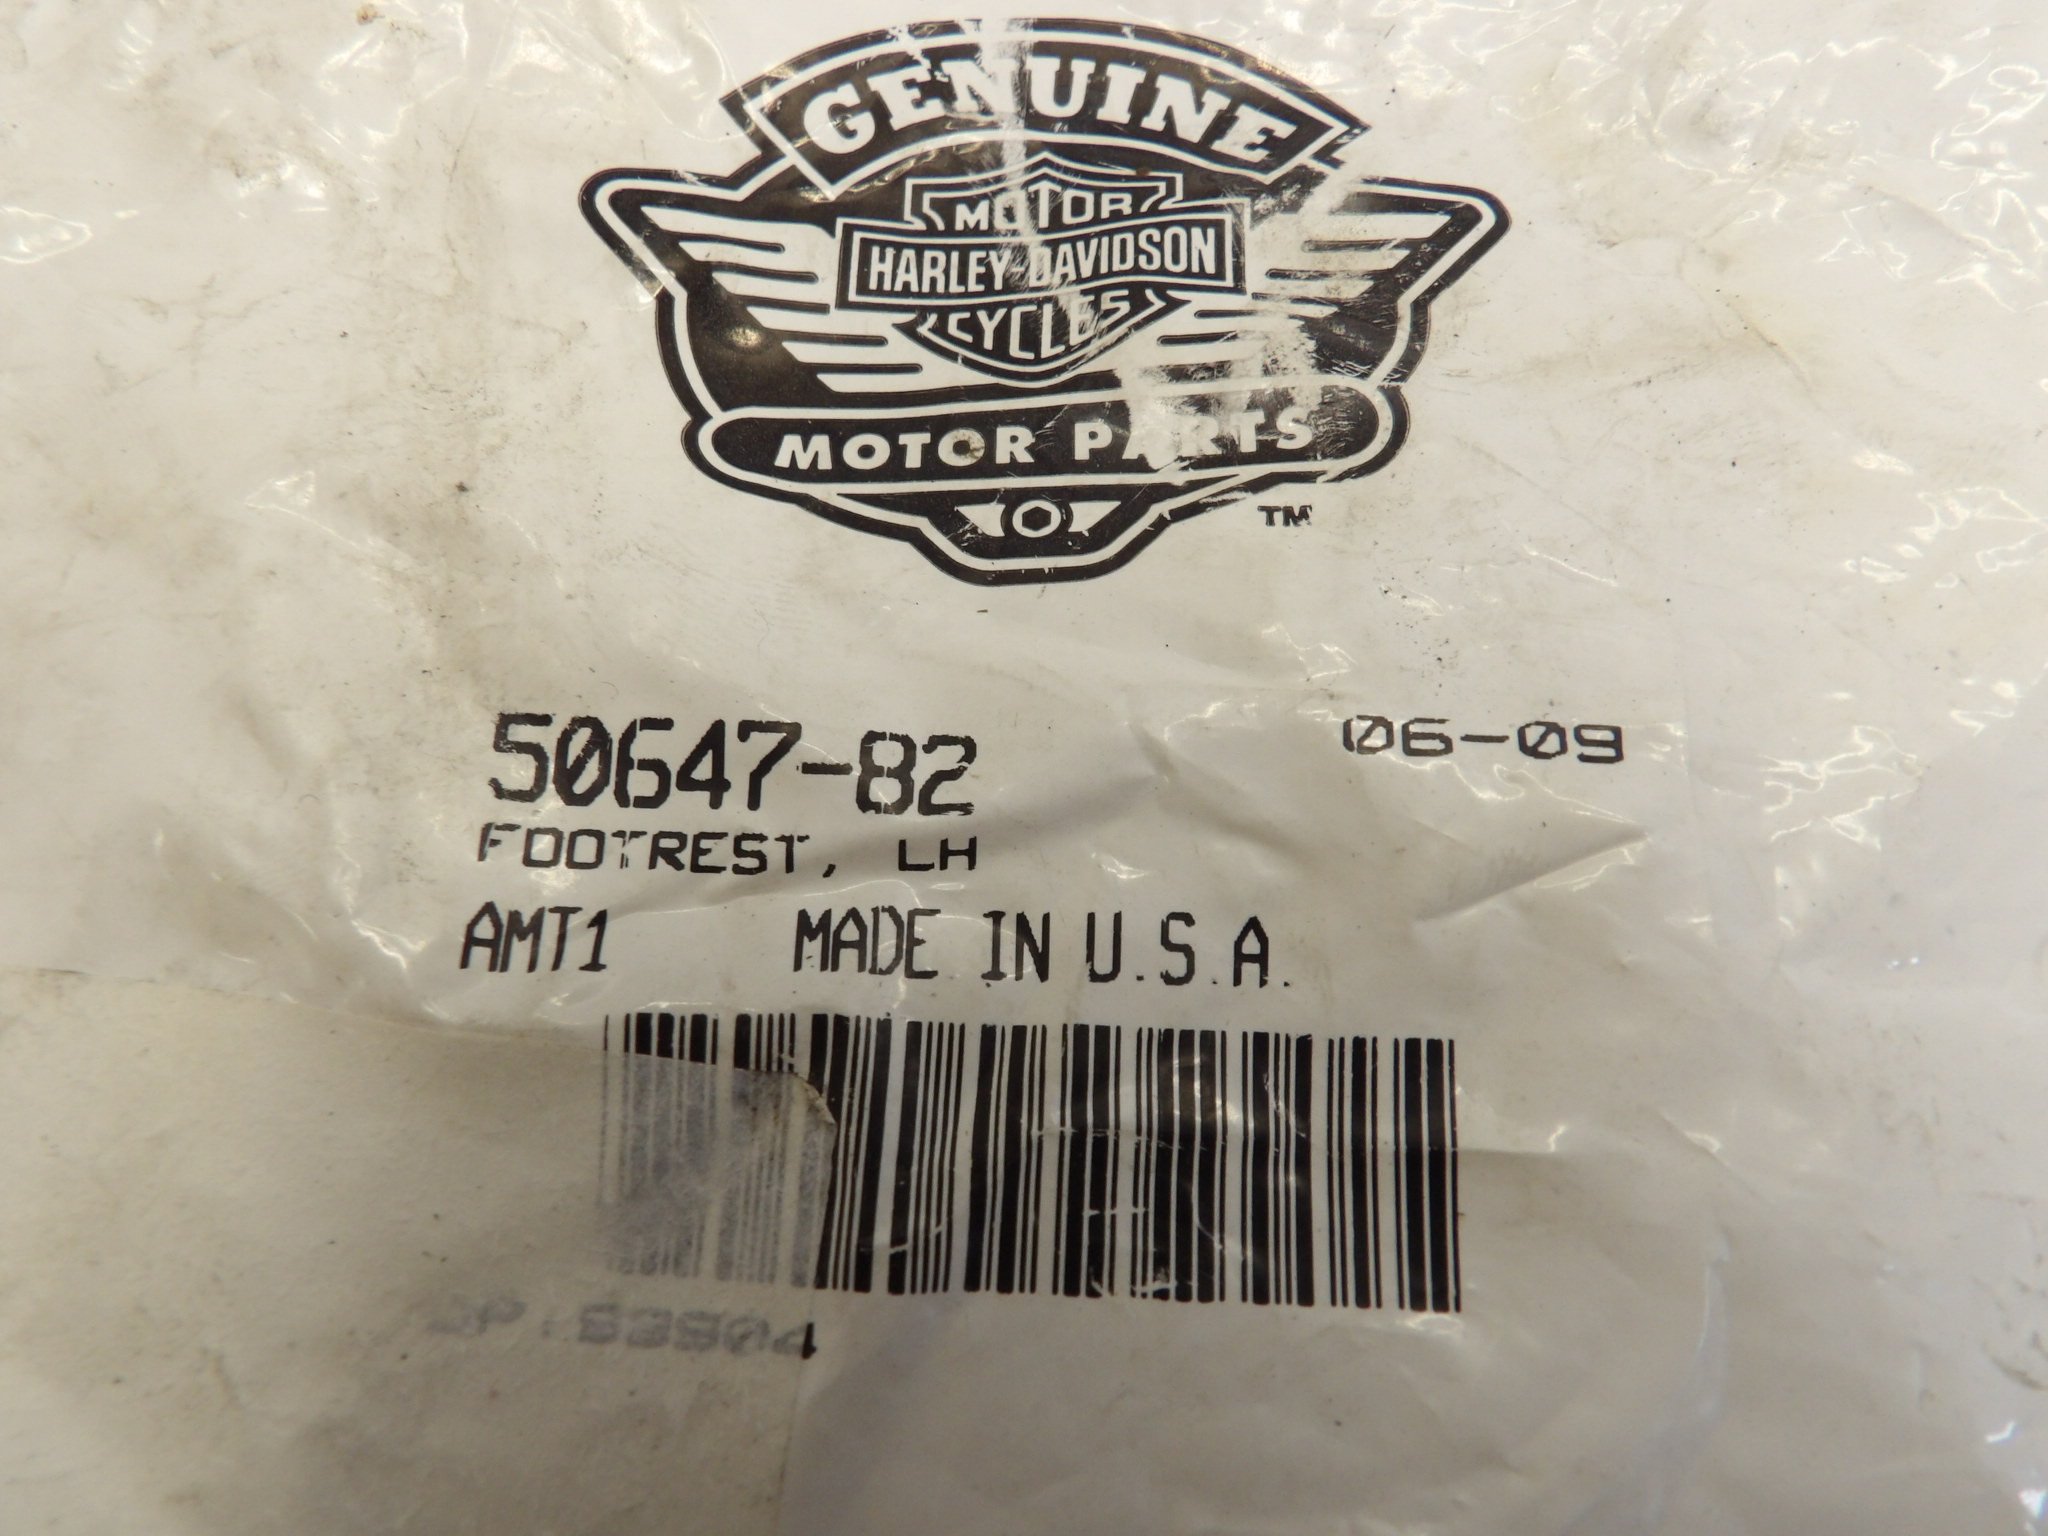 GENUINE
MOTOR
HARLEY-DAVIDSON
CYCLES
MOTOR PARTS
TM
50647-82 06-09
FOOTREST, LH
AMT1 MADE IN U.S.A.